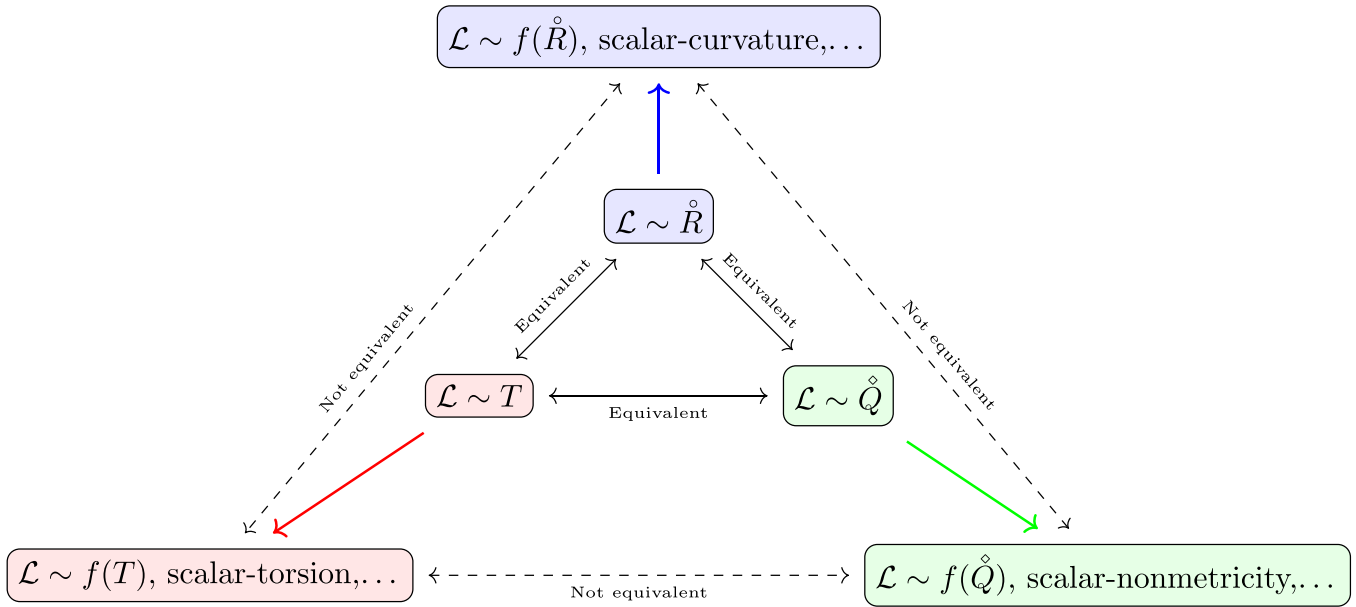 ℒ ∼ f(R̊), scalar-curvature,…
ℒ ∼ R̊
Equivalent
Equivalent
Not equivalent
Not equivalent
ℒ ∼ T
Equivalent
ℒ ∼ Q⃟
ℒ ∼ f(T), scalar-torsion,…
Not equivalent
ℒ ∼ f(Q⃟), scalar-nonmetricity,…